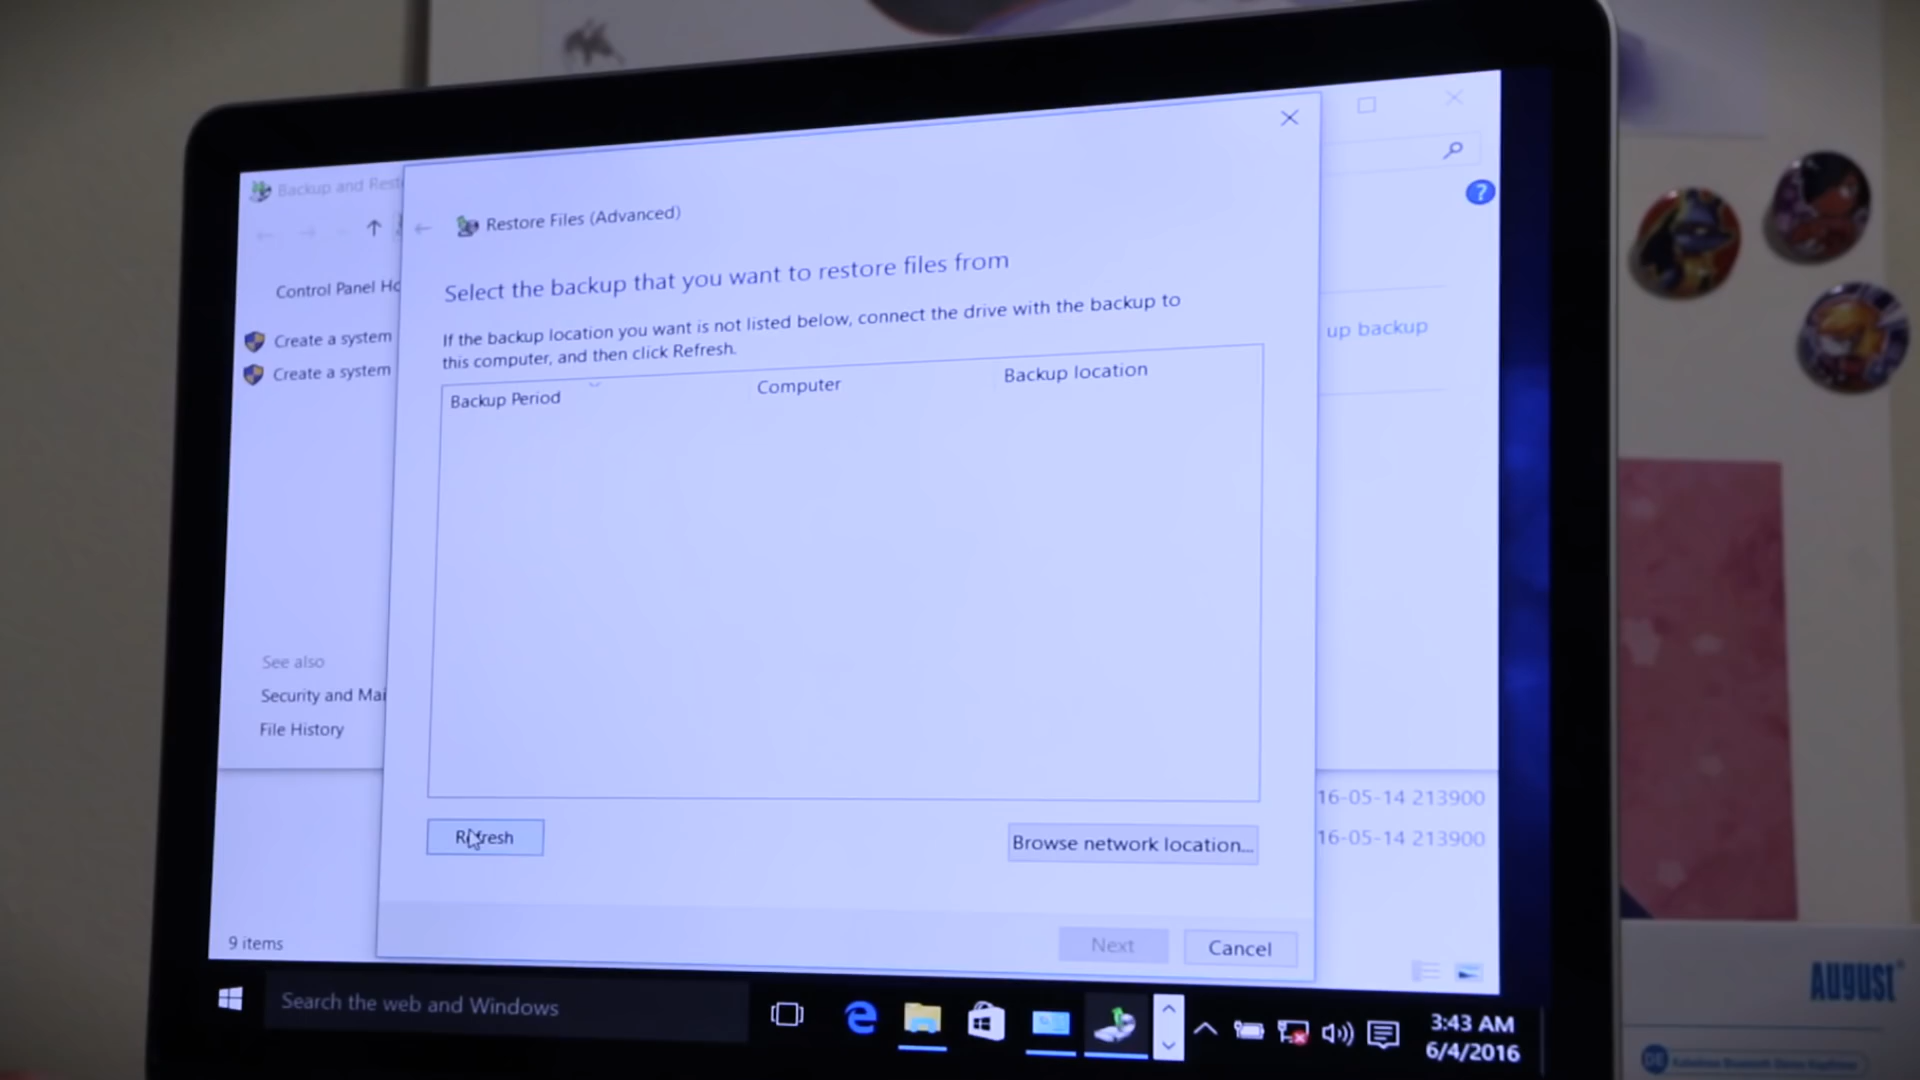 Backup and Rest
Restore Files (Advanced)
Select the backup that you want to restore files from
If the backup location you want is not listed below, connect the drive with the backup to
this computer, and then click Refresh.
Backup Period
Computer
Backup location
Control Panel Ho
Create a system
Create a system
?
up backup
See also
Security and Mai
File History
16-05-14 213900
16-05-14 213900
Refresh
Browse network location...
Next
Cancel
9 items
Search the web and Windows
3:43 AM
6/4/2016
AUGUST
DE